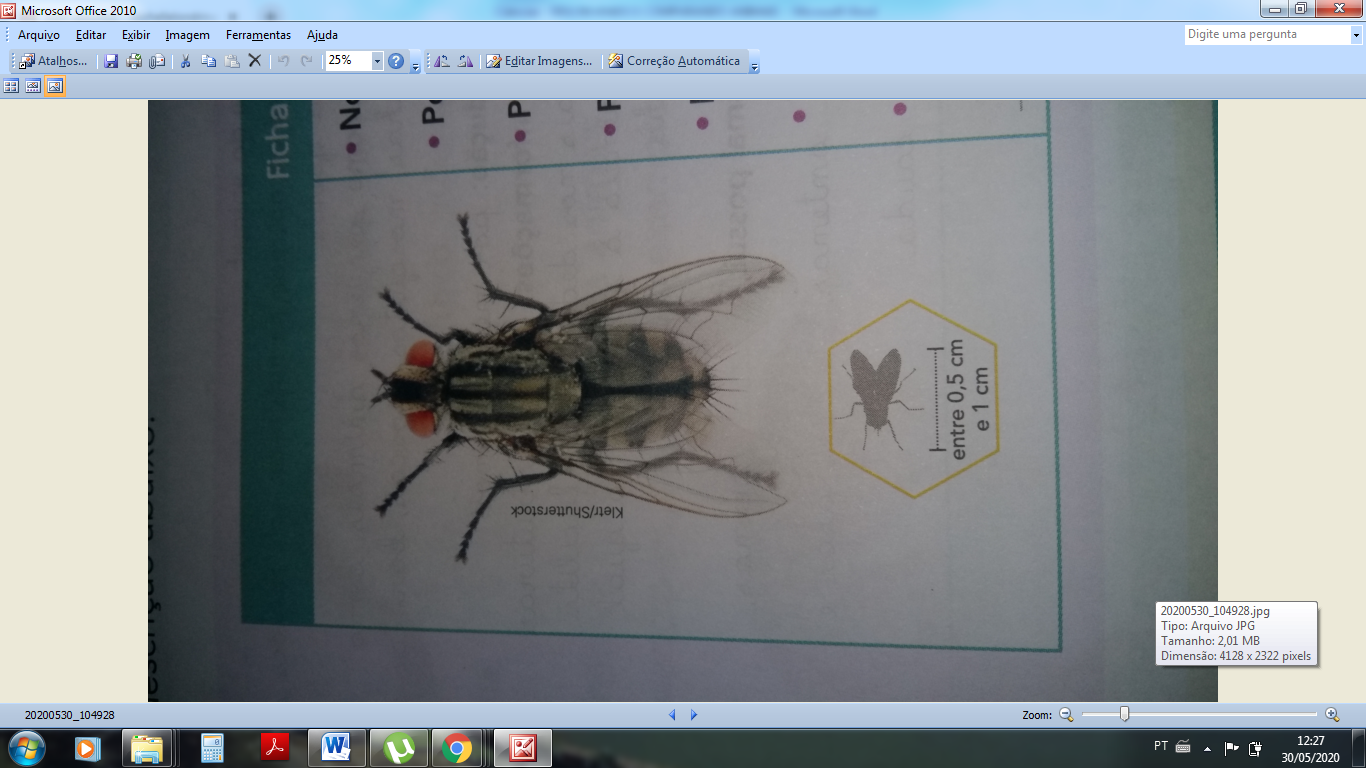 Microsoft Office 2010
Arquivo Editar Exibir Imagem Ferramentas Ajuda
Digite uma pergunta
Atalhos... 25% Editar Imagens... Correção Automática
Ficha
• No
• Po
• P
• F
Kletr/Shutterstock
entre 0,5 cm
e 1 cm
20200530_104928.jpg
Tipo: Arquivo JPG
Tamanho: 2,01 MB
Dimensão: 4128 x 2322 pixels
20200530_104928
Zoom:
PT
12:27
30/05/2020